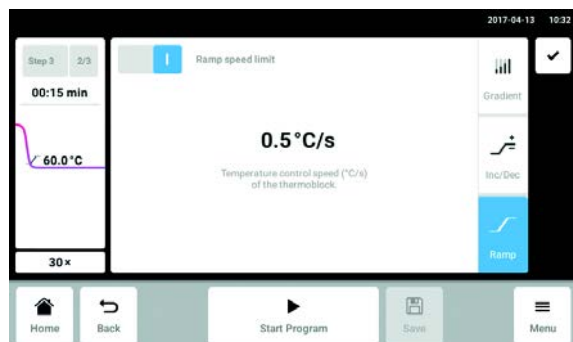 2017-04-13 10:32
Step 3 2/3
00:15 min
60.0°C
30×
Ramp speed limit
0.5°C/s
Temperature control speed (°C/s)
of the thermoblock.
Gradient
Inc/Dec
Ramp
Home
Back
Start Program
Save
Menu